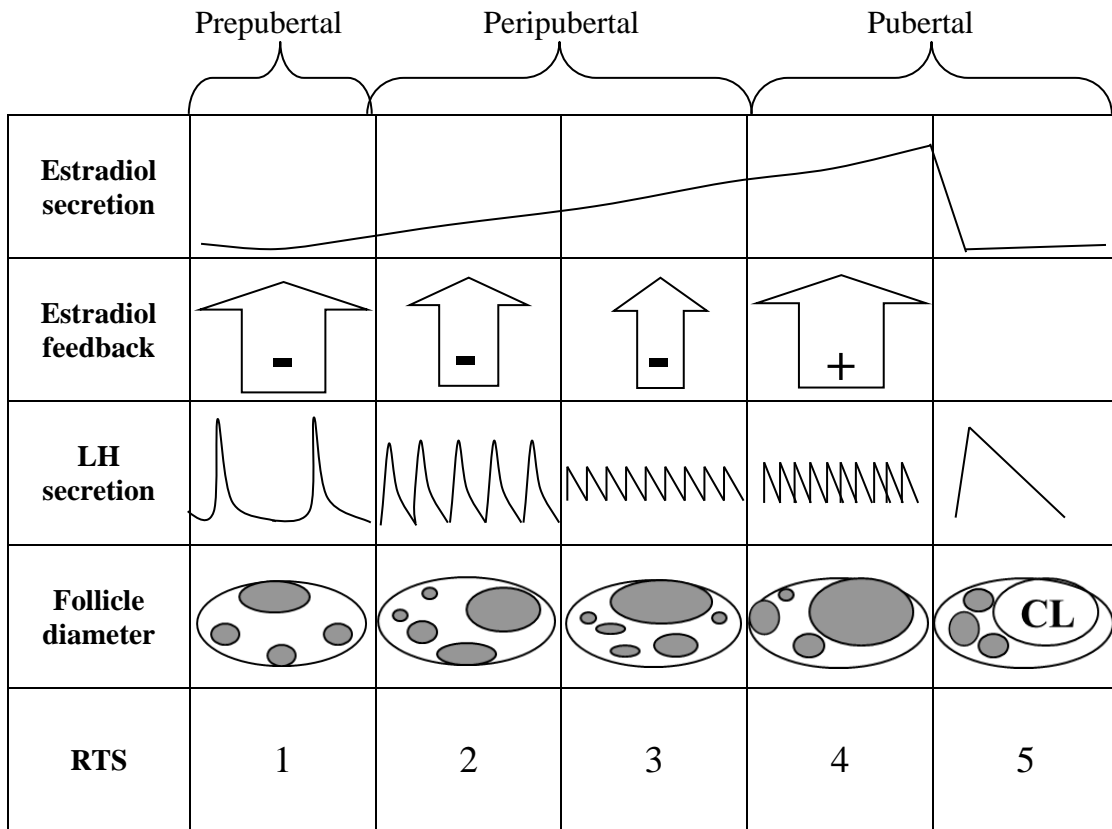 Prepubertal Peripubertal Pubertal
Estradiol
secretion
Estradiol
feedback
- - - +
LH
secretion
Follicle
diameter
CL
RTS 1 2 3 4 5